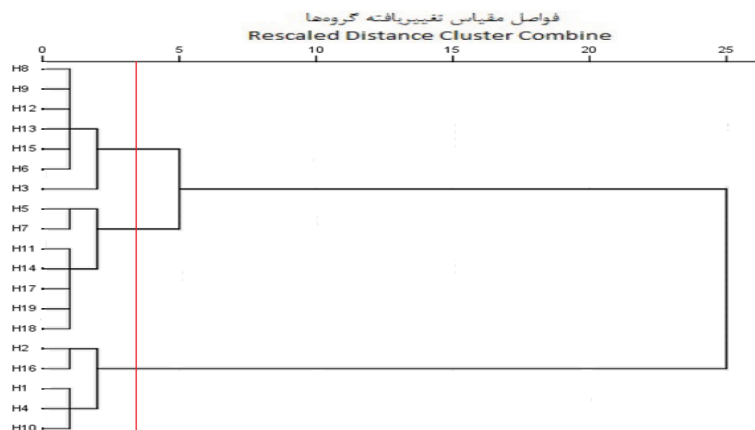 فواصل مقیاس تغییریافته گروه‌ها
Rescaled Distance Cluster Combine
0 5 10 15 20 25
H8
H9
H12
H13
H15
H6
H3
H5
H7
H11
H14
H17
H19
H18
H2
H16
H1
H4
H10